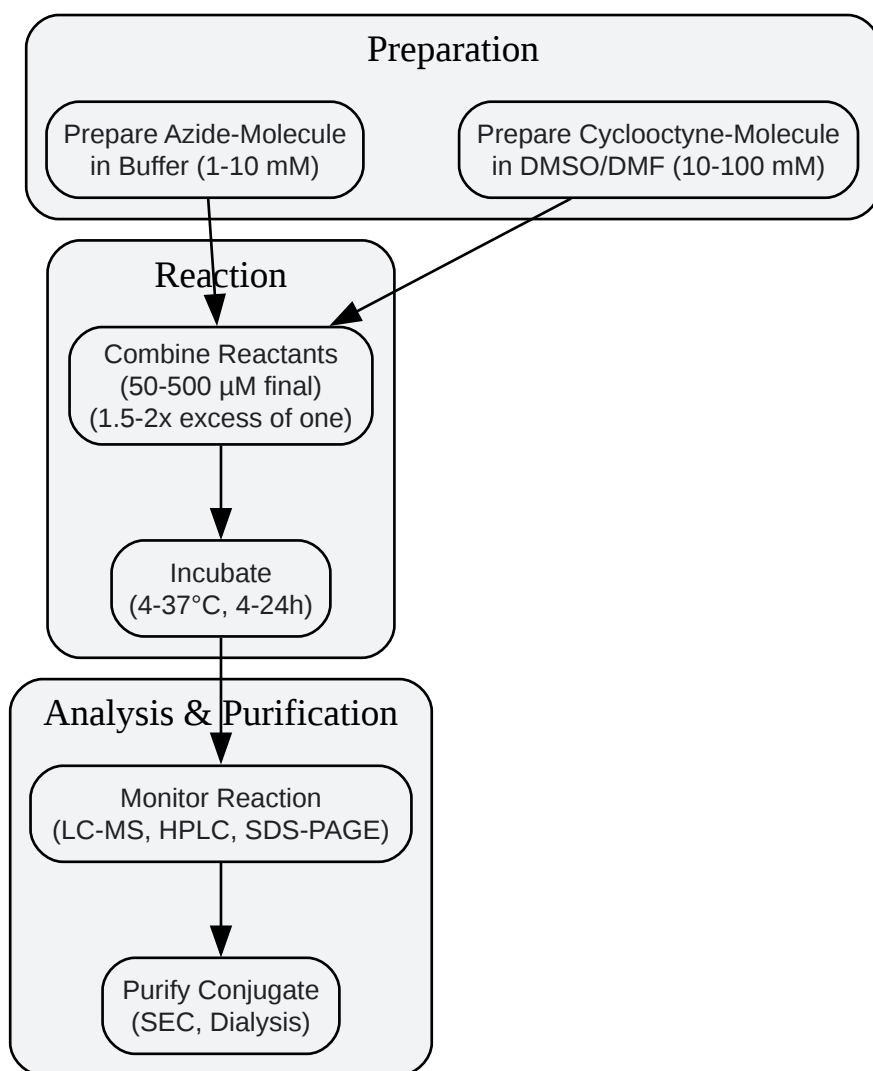 Preparation
Prepare Azide-Molecule
in Buffer (1-10 mM)
Prepare Cyclooctyne-Molecule
in DMSO/DMF (10-100 mM)
Reaction
Combine Reactants
(50-500 µM final)
(1.5-2x excess of one)
Incubate
(4-37°C, 4-24h)
Analysis & Purification
Monitor Reaction
(LC-MS, HPLC, SDS-PAGE)
Purify Conjugate
(SEC, Dialysis)